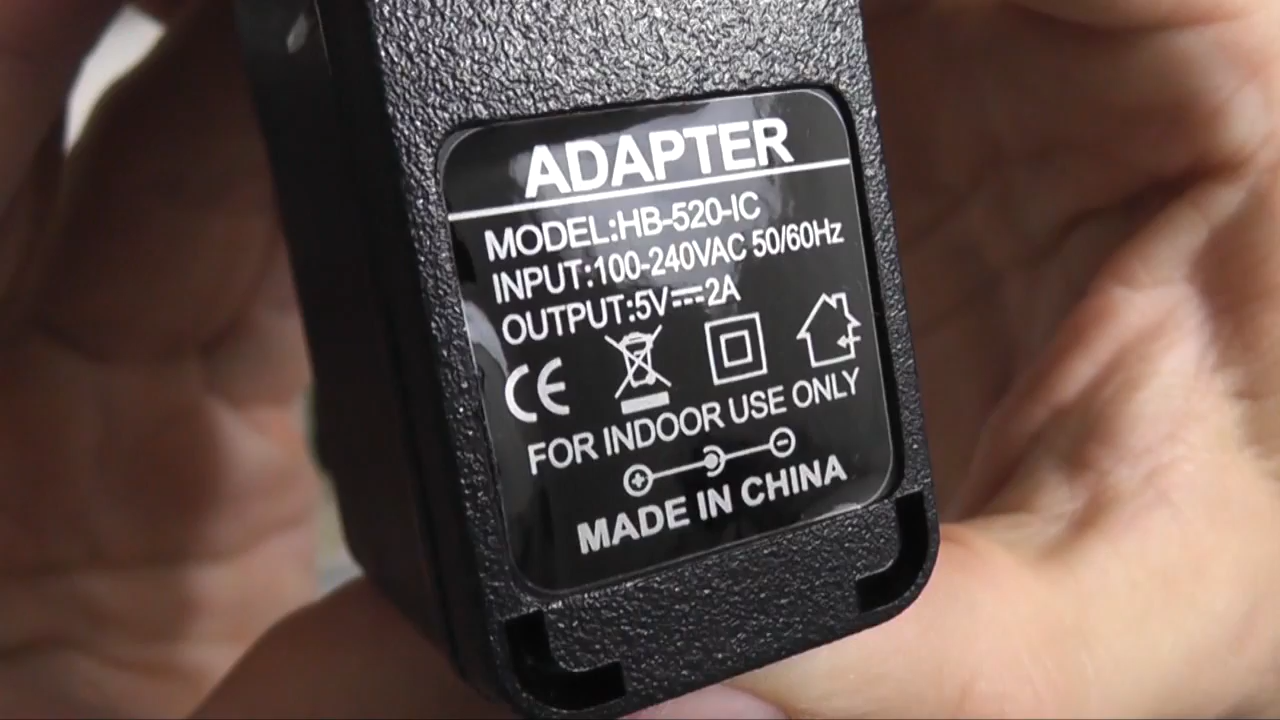 ADAPTER
MODEL:HB-520-IC
INPUT:100-240VAC 50/60Hz
OUTPUT:5V⎓2A
CE
FOR INDOOR USE ONLY
MADE IN CHINA